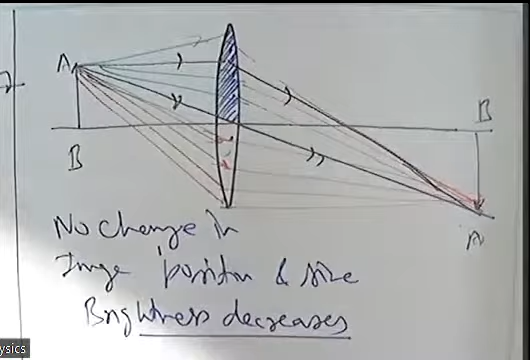 A
B
B
A
No change in
Image position & size
Brightness decreases
ysics